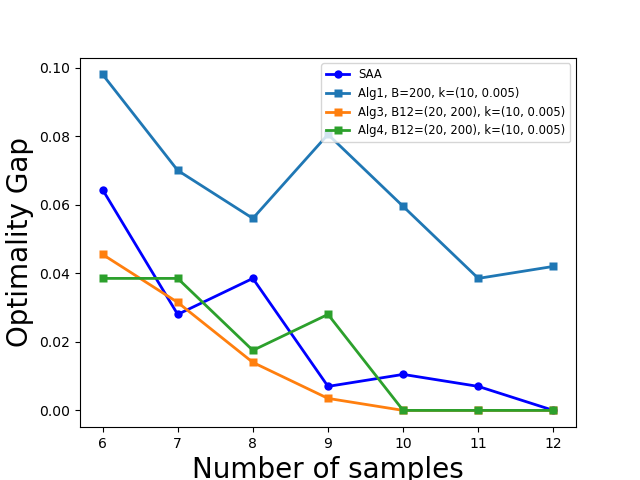 0.10
0.08
0.06
0.04
0.02
0.00
Optimality Gap
SAA
Alg1, B=200, k=(10, 0.005)
Alg3, B12=(20, 200), k=(10, 0.005)
Alg4, B12=(20, 200), k=(10, 0.005)
6 7 8 9 10 11 12
Number of samples